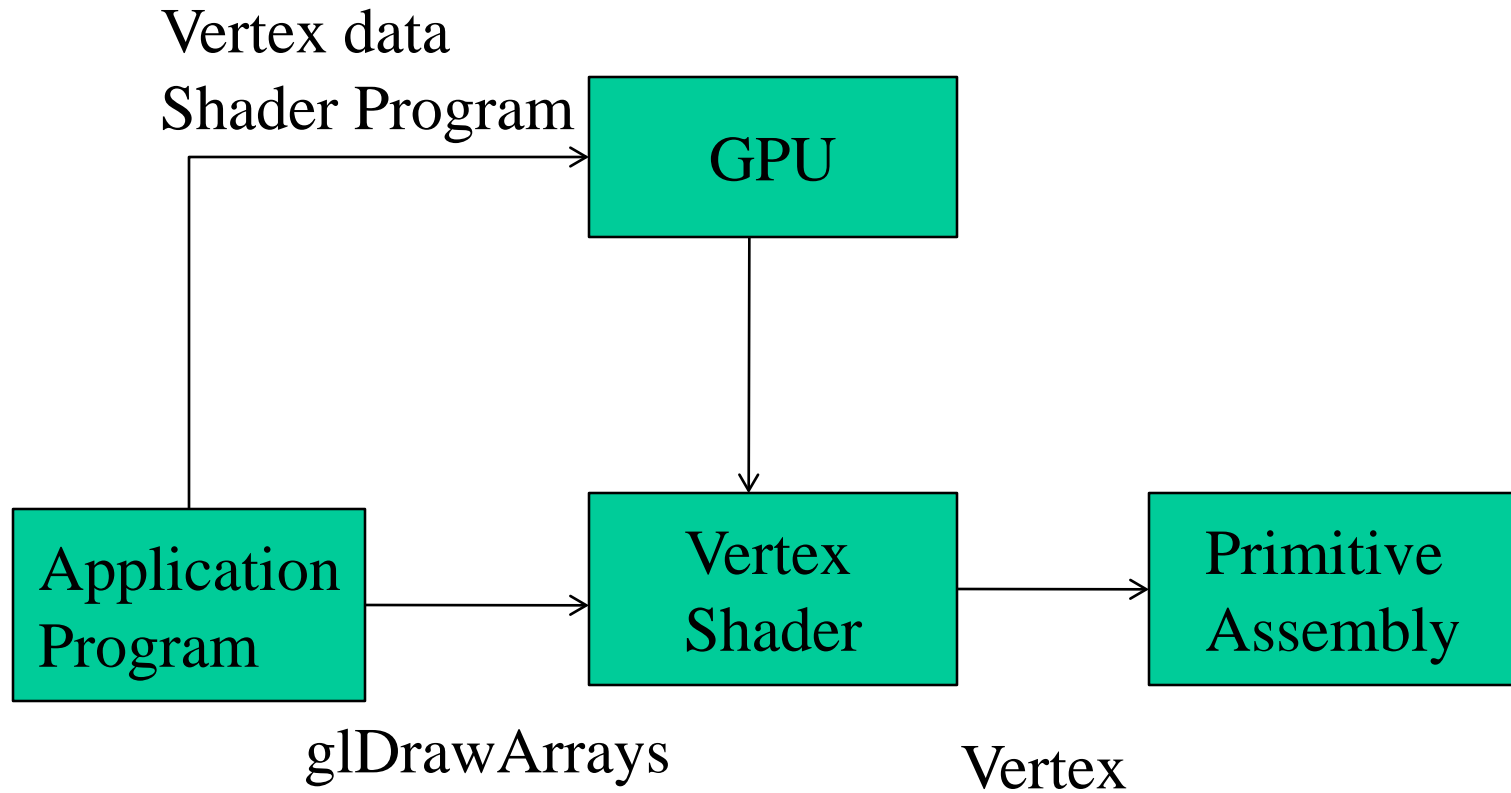 Vertex data
Shader Program
GPU
Application
Program
Vertex
Shader
Primitive
Assembly
glDrawArrays
Vertex